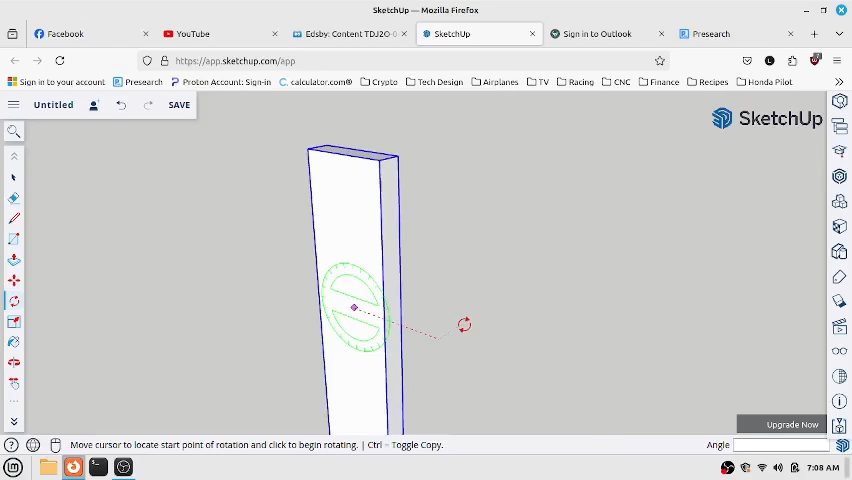 SketchUp — Mozilla Firefox
Facebook
YouTube
Edsby: Content TDJ2O-0
SketchUp
Sign in to Outlook
Presearch
https://app.sketchup.com/app
Sign in to your account
Presearch
Proton Account: Sign-in
calculator.com®
Crypto
Tech Design
Airplanes
TV
Racing
CNC
Finance
Recipes
Honda Pilot
Untitled
SAVE
SketchUp
Upgrade Now
Move cursor to locate start point of rotation and click to begin rotating. | Ctrl = Toggle Copy.
Angle
7:08 AM